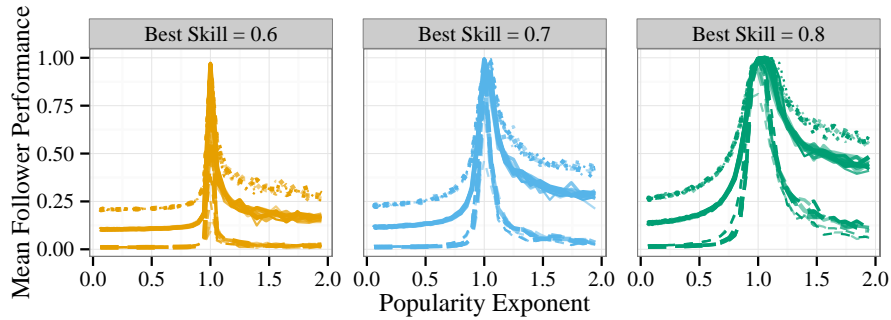 Best Skill = 0.6
Best Skill = 0.7
Best Skill = 0.8
Mean Follower Performance
1.00
0.75
0.50
0.25
0.00
0.0 0.5 1.0 1.5 2.0
0.0 0.5 1.0 1.5 2.0
0.0 0.5 1.0 1.5 2.0
Popularity Exponent